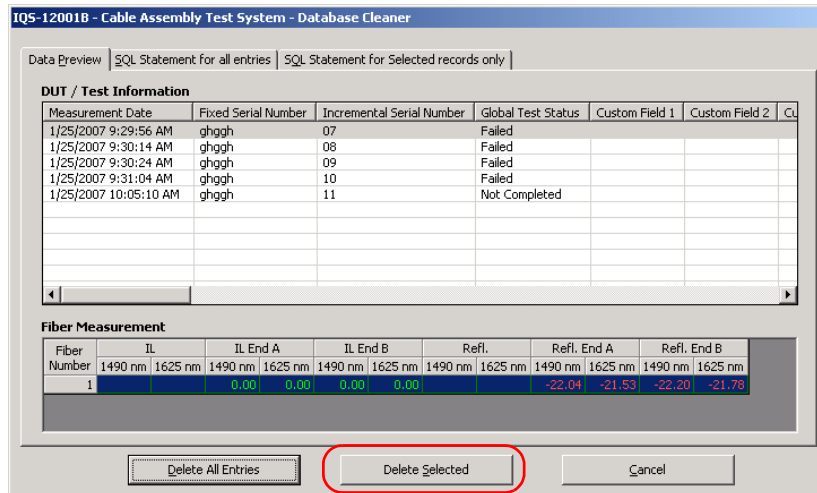 IQS-12001B - Cable Assembly Test System - Database Cleaner
Data Preview SQL Statement for all entries SQL Statement for Selected records only
DUT / Test Information
Measurement Date Fixed Serial Number Incremental Serial Number Global Test Status Custom Field 1 Custom Field 2 Cu
1/25/2007 9:29:56 AM ghggh 07 Failed
1/25/2007 9:30:14 AM ghggh 08 Failed
1/25/2007 9:30:24 AM ghggh 09 Failed
1/25/2007 9:31:04 AM ghggh 10 Failed
1/25/2007 10:05:10 AM ghggh 11 Not Completed
Fiber Measurement
Fiber Number IL IL End A IL End B Refl. Refl. End A Refl. End B
1490 nm 1625 nm 1490 nm 1625 nm 1490 nm 1625 nm 1490 nm 1625 nm 1490 nm 1625 nm 1490 nm 1625 nm
1 0.00 0.00 0.00 0.00 -22.04 -21.53 -22.20 -21.78
Delete All Entries Delete Selected Cancel